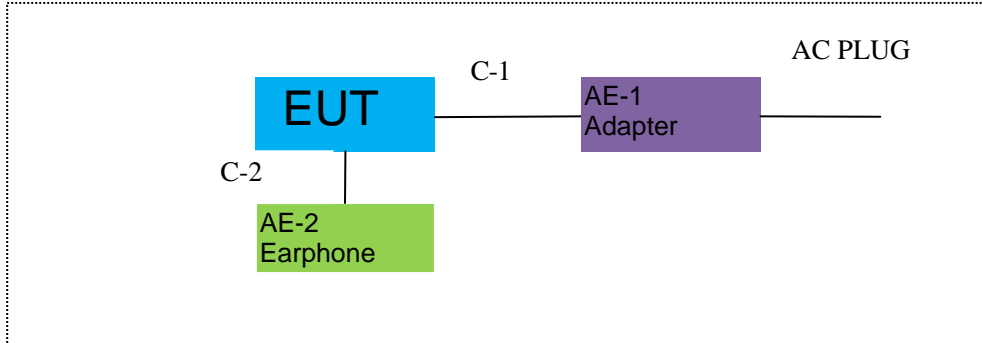 AC PLUG
C-1
EUT
AE-1
Adapter
C-2
AE-2
Earphone